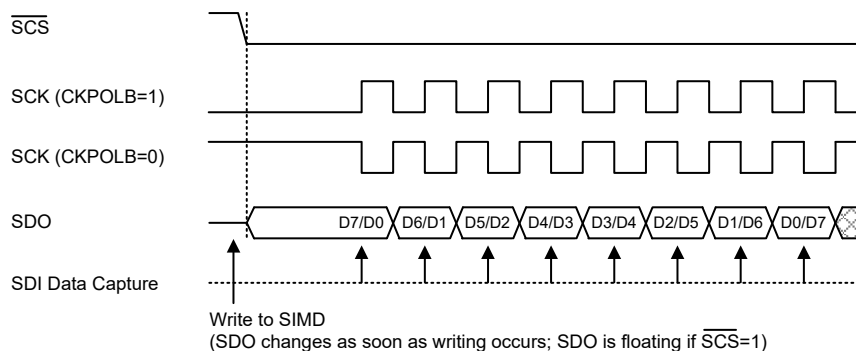 SCS
SCK (CKPOLB=1)
SCK (CKPOLB=0)
SDO
D7/D0 D6/D1 D5/D2 D4/D3 D3/D4 D2/D5 D1/D6 D0/D7
SDI Data Capture
Write to SIMD
(SDO changes as soon as writing occurs; SDO is floating if SCS=1)